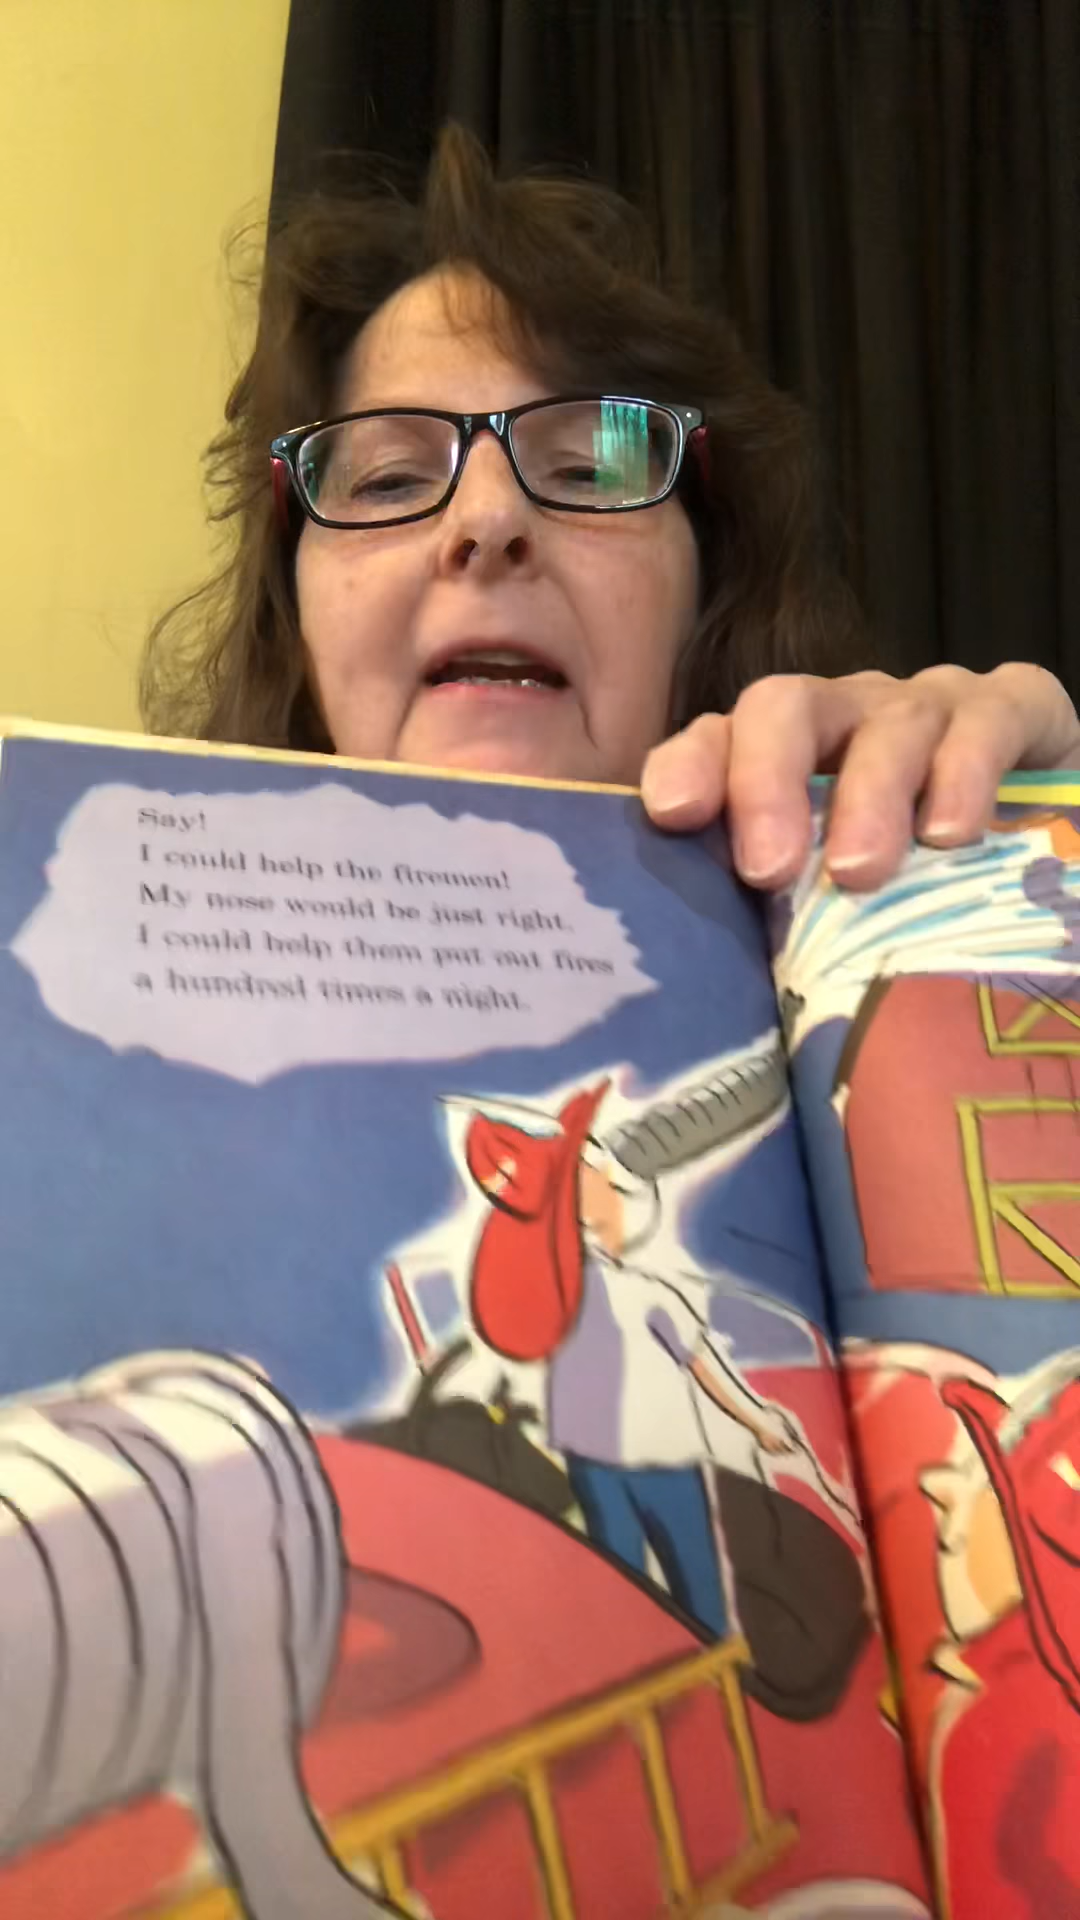 Say!
I could help the firemen!
My nose would be just right.
I could help them put out fires
a hundred times a night.